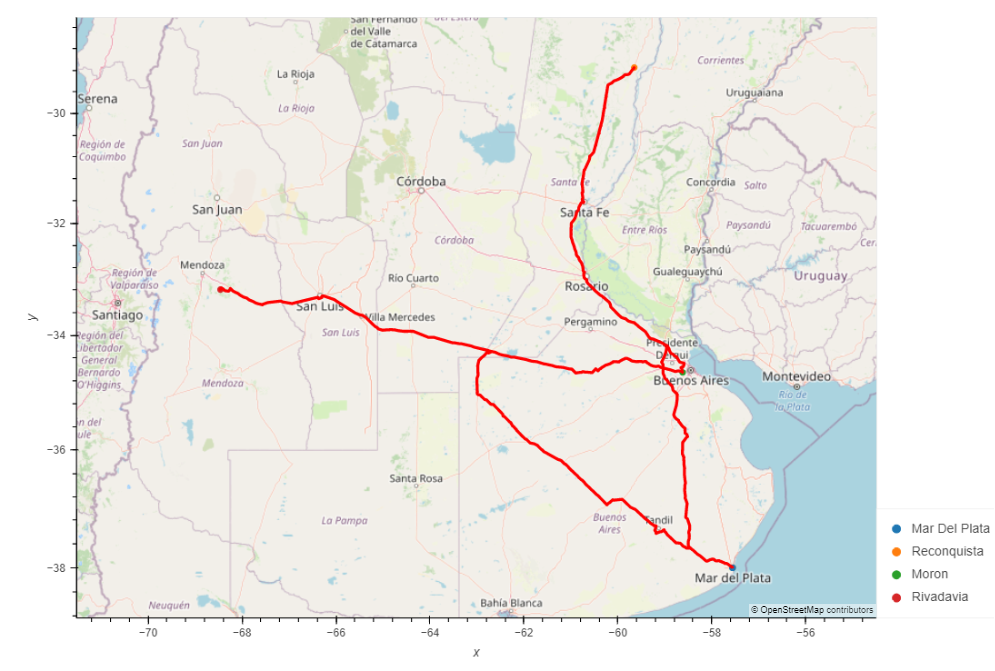 San Fernando
del Valle
de Catamarca
del Estero
La Rioja
Corrientes
Serena
Uruguaiana
La Rioja
−30
Región de
Coquimbo
San Juan
Córdoba
Santa Fe
Concordia
Salto
San Juan
Santa Fe
−32
Entre Ríos
Paysandú
Tacuarembó
Córdoba
Paysandú
Mendoza
Región de
Valparaíso
Río Cuarto
Gualeguaychú
Uruguay
Rosario
San Luis
Santiago
Villa Mercedes
Pergamino
y
−34
Región del
Libertador
General
Bernardo
O'Higgins
San Luis
Presidente
Derqui
Mendoza
Buenos Aires
Montevideo
Río de
la Plata
−36
Santa Rosa
La Pampa
Buenos
Aires
Tandil
−38
Mar del Plata
Neuquén
Bahía Blanca
© OpenStreetMap contributors
−70 −68 −66 −64 −62 −60 −58 −56
x
Mar Del Plata
Reconquista
Moron
Rivadavia